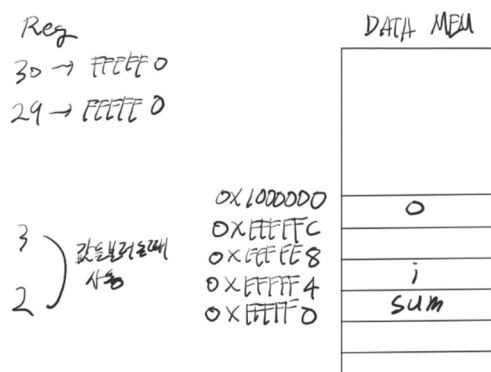 Reg
DATA MEM
30 → FFFFF0
29 → FFFFF0
0x1000000
0
0xFFFFFC
3
값을 불러올 때
0xFFFFF8
사용
i
2
0xFFFFF4
sum
0xFFFFF0